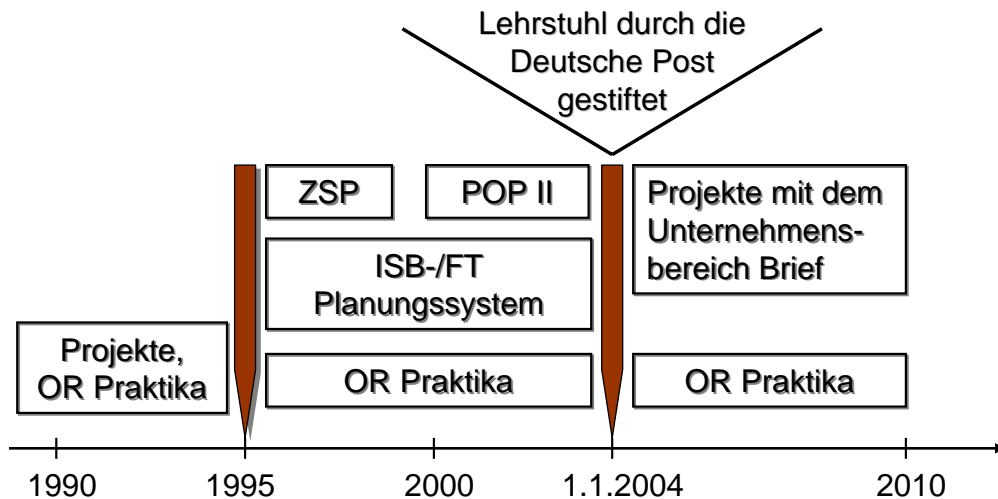 Lehrstuhl durch die
Deutsche Post
gestiftet
ZSP
POP II
Projekte mit dem
Unternehmens-
bereich Brief
ISB-/FT
Planungssystem
Projekte,
OR Praktika
OR Praktika
OR Praktika
1990
1995
2000
1.1.2004
2010